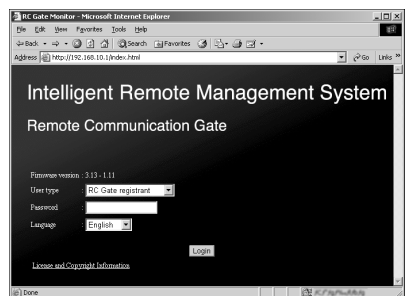 RC Gate Monitor - Microsoft Internet Explorer
File Edit View Favorites Tools Help
Back Search Favorites
Address http://192.168.10.1/index.html Go Links »
Intelligent Remote Management System
Remote Communication Gate
Firmware version : 3.13 - 1.11
User type : RC Gate registrant
Password :
Language : English
Login
License and Copyright Information
Done